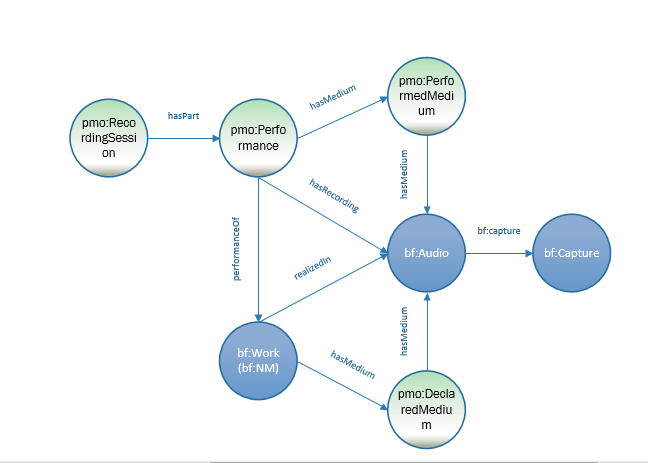 pmo:Perfo
rmedMedi
um
hasMedium
pmo:Reco
rdingSessi
on
hasPart
pmo:Perfo
rmance
hasMedium
hasRecording
performanceOf
realizedIn
bf:Audio
bf:capture
bf:Capture
bf:Work
(bf:NM)
hasMedium
hasMedium
pmo:Decla
redMediu
m